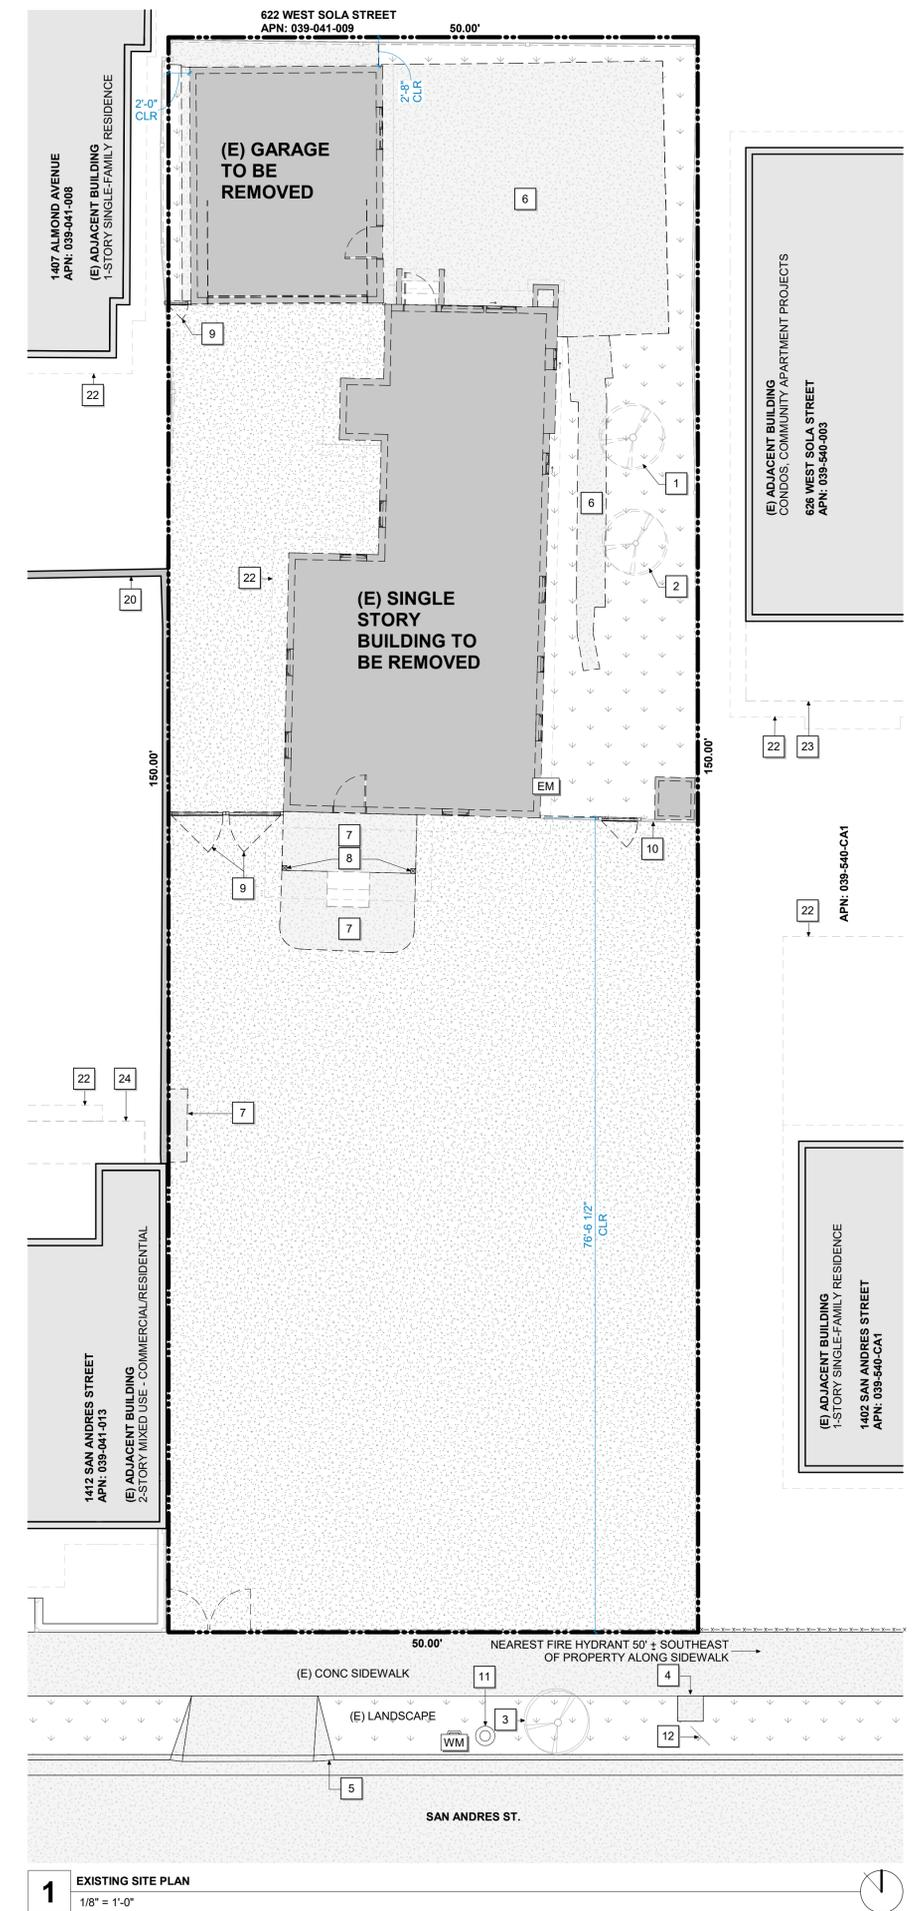 622 WEST SOLA STREET
APN: 039-041-009
50.00'
2'-0"
CLR
2'-8"
CLR
(E) GARAGE
TO BE
REMOVED
1407 ALMOND AVENUE
APN: 039-041-008
(E) ADJACENT BUILDING
1-STORY SINGLE-FAMILY RESIDENCE
6
9
22
(E) ADJACENT BUILDING
CONDOS, COMMUNITY APARTMENT PROJECTS
626 WEST SOLA STREET
APN: 039-540-003
1
6
22
2
20
(E) SINGLE
STORY
BUILDING TO
BE REMOVED
150.00'
150.00'
22
23
EM
7
8
7
9
10
APN: 039-540-CA1
22
22
24
7
76'-6 1/2"
CLR
1412 SAN ANDRES STREET
APN: 039-041-013
(E) ADJACENT BUILDING
2-STORY MIXED USE - COMMERCIAL/RESIDENTIAL
(E) ADJACENT BUILDING
1-STORY SINGLE-FAMILY RESIDENCE
1402 SAN ANDRES STREET
APN: 039-540-CA1
50.00'
NEAREST FIRE HYDRANT 50' ± SOUTHEAST
OF PROPERTY ALONG SIDEWALK
(E) CONC SIDEWALK
11
4
(E) LANDSCAPE
3
WM
12
5
SAN ANDRES ST.
1
EXISTING SITE PLAN
1/8" = 1'-0"